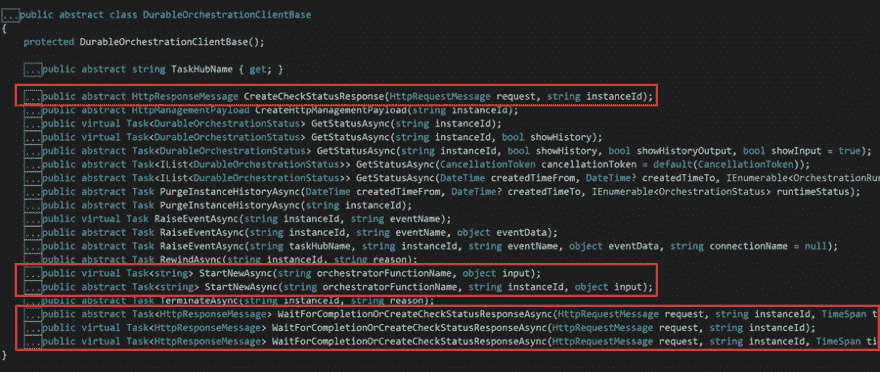 ...public abstract class DurableOrchestrationClientBase
{
protected DurableOrchestrationClientBase();
...public abstract string TaskHubName { get; }
...public abstract HttpResponseMessage CreateCheckStatusResponse(HttpRequestMessage request, string instanceId);
...public abstract HttpManagementPayload CreateHttpManagementPayload(string instanceId);
...public virtual Task<DurableOrchestrationStatus> GetStatusAsync(string instanceId);
...public virtual Task<DurableOrchestrationStatus> GetStatusAsync(string instanceId, bool showHistory);
...public abstract Task<DurableOrchestrationStatus> GetStatusAsync(string instanceId, bool showHistory, bool showHistoryOutput, bool showInput = true);
...public abstract Task<IList<DurableOrchestrationStatus>> GetStatusAsync(CancellationToken cancellationToken = default(CancellationToken));
...public abstract Task<IList<DurableOrchestrationStatus>> GetStatusAsync(DateTime createdTimeFrom, DateTime? createdTimeTo, IEnumerable<OrchestrationRun
...public abstract Task PurgeInstanceHistoryAsync(DateTime createdTimeFrom, DateTime? createdTimeTo, IEnumerable<OrchestrationStatus> runtimeStatus);
...public abstract Task PurgeInstanceHistoryAsync(string instanceId);
...public virtual Task RaiseEventAsync(string instanceId, string eventName);
...public abstract Task RaiseEventAsync(string instanceId, string eventName, object eventData);
...public abstract Task RaiseEventAsync(string taskHubName, string instanceId, string eventName, object eventData, string connectionName = null);
...public abstract Task RewindAsync(string instanceId, string reason);
...public virtual Task<string> StartNewAsync(string orchestratorFunctionName, object input);
...public abstract Task<string> StartNewAsync(string orchestratorFunctionName, string instanceId, object input);
...public abstract Task TerminateAsync(string instanceId, string reason);
...public abstract Task<HttpResponseMessage> WaitForCompletionOrCreateCheckStatusResponseAsync(HttpRequestMessage request, string instanceId, TimeSpan t
...public virtual Task<HttpResponseMessage> WaitForCompletionOrCreateCheckStatusResponseAsync(HttpRequestMessage request, string instanceId);
...public virtual Task<HttpResponseMessage> WaitForCompletionOrCreateCheckStatusResponseAsync(HttpRequestMessage request, string instanceId, TimeSpan ti
}